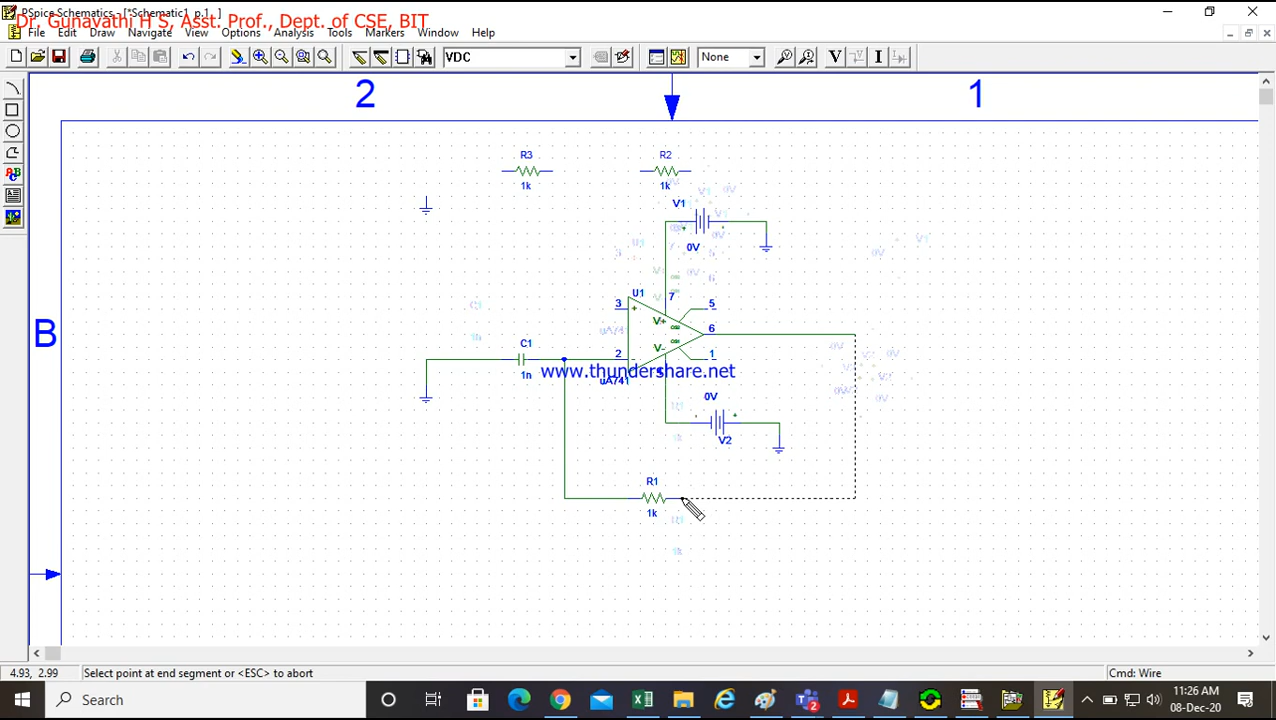 PSpice Schematics - [*Schematic1 p.1 ]
Dr. Gunavathi H S, Asst. Prof., Dept. of CSE, BIT
File Edit Draw Navigate View Options Analysis Tools Markers Window Help
VDC None V I
2 1
B
R3 R2
1k 1k
V1
0V
U1
3 + 7 5
V+
6
C1 V-
2 - 1
1n
www.thundershare.net
uA741
0V
V2
R1
1k
4.93, 2.99 Select point at end segment or <ESC> to abort Cmd: Wire
Search
11:26 AM
08-Dec-20